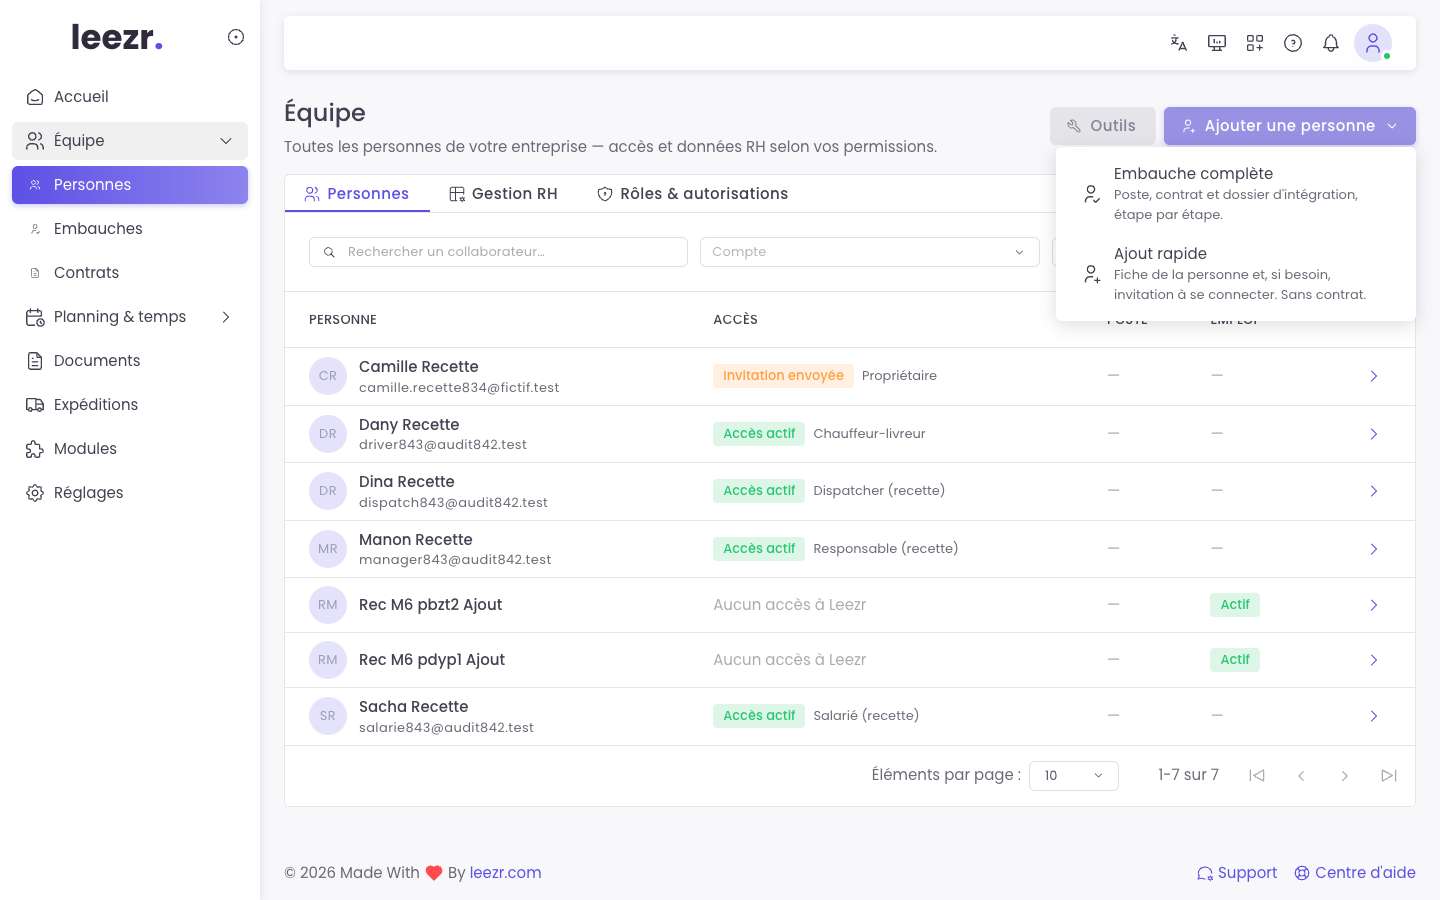 leezr.
Accueil
Équipe
Personnes
Embauches
Contrats
Planning & temps
Documents
Expéditions
Modules
Réglages
Équipe
Toutes les personnes de votre entreprise — accès et données RH selon vos permissions.
Outils
Ajouter une personne
Embauche complète
Poste, contrat et dossier d'intégration,
étape par étape.
Ajout rapide
Fiche de la personne et, si besoin,
invitation à se connecter. Sans contrat.
Personnes Gestion RH Rôles & autorisations
Rechercher un collaborateur... Compte
PERSONNE ACCÈS POSTE EMPLOI
CR Camille Recette Invitation envoyée Propriétaire — —
camille.recette834@fictif.test
DR Dany Recette Accès actif Chauffeur-livreur — —
driver843@audit842.test
DR Dina Recette Accès actif Dispatcher (recette) — —
dispatch843@audit842.test
MR Manon Recette Accès actif Responsable (recette) — —
manager843@audit842.test
RM Rec M6 pbzt2 Ajout Aucun accès à Leezr — Actif
RM Rec M6 pdyp1 Ajout Aucun accès à Leezr — Actif
SR Sacha Recette Accès actif Salarié (recette) — —
salarie843@audit842.test
Éléments par page : 10 1-7 sur 7
© 2026 Made With By leezr.com
Support Centre d'aide